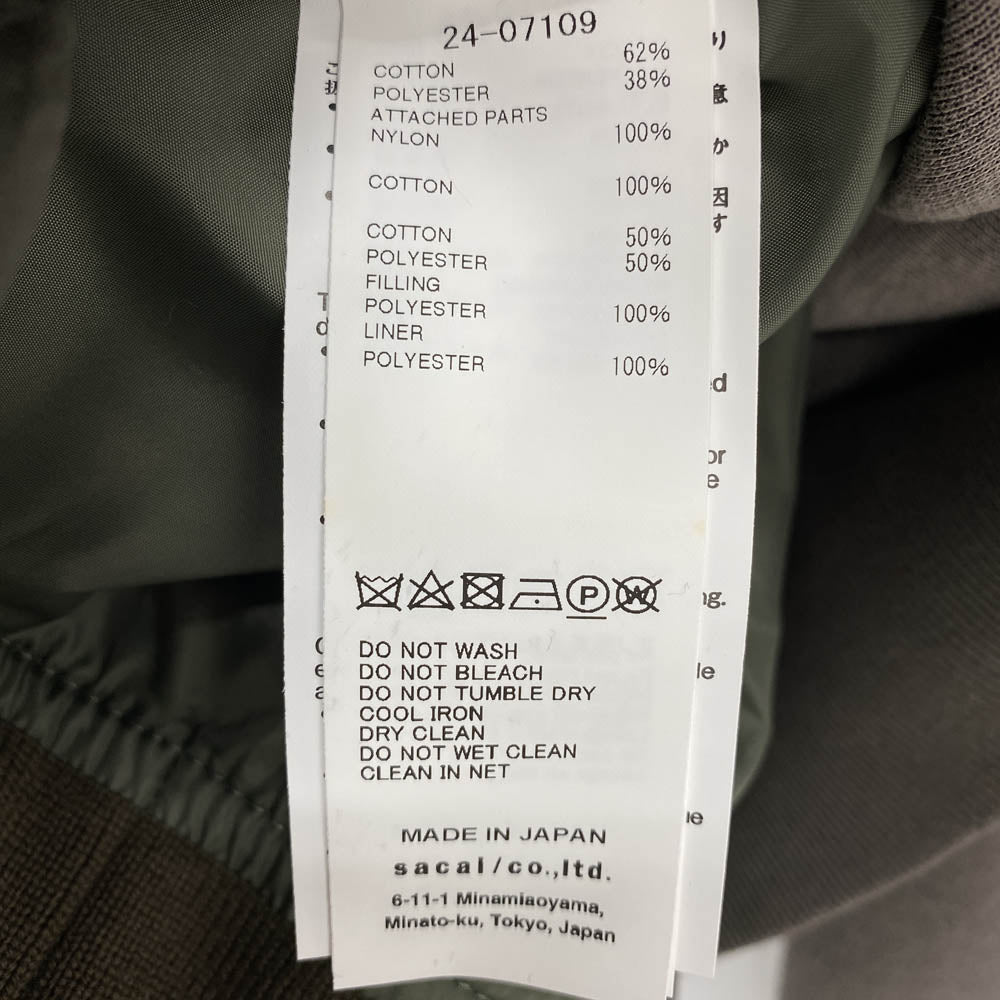 24-07109
COTTON 62%
POLYESTER 38%
ATTACHED PARTS
NYLON 100%
COTTON 100%
COTTON 50%
POLYESTER 50%
FILLING
POLYESTER 100%
LINER
POLYESTER 100%
P W
DO NOT WASH
DO NOT BLEACH
DO NOT TUMBLE DRY
COOL IRON
DRY CLEAN
DO NOT WET CLEAN
CLEAN IN NET
MADE IN JAPAN
sacai/co.,ltd.
6-11-1 Minamiaoyama,
Minato-ku, Tokyo, Japan